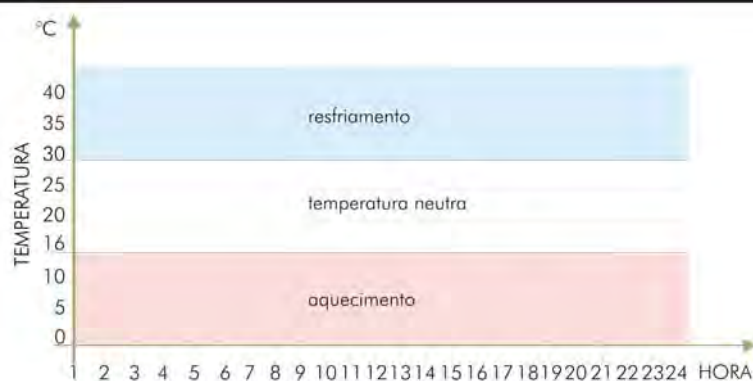 °C
40
resfriamento
35
30
TEMPERATURA
25
temperatura neutra
20
16
10
aquecimento
5
0
1 2 3 4 5 6 7 8 9 10 11 12 13 14 15 16 17 18 19 20 21 22 23 24 HORA